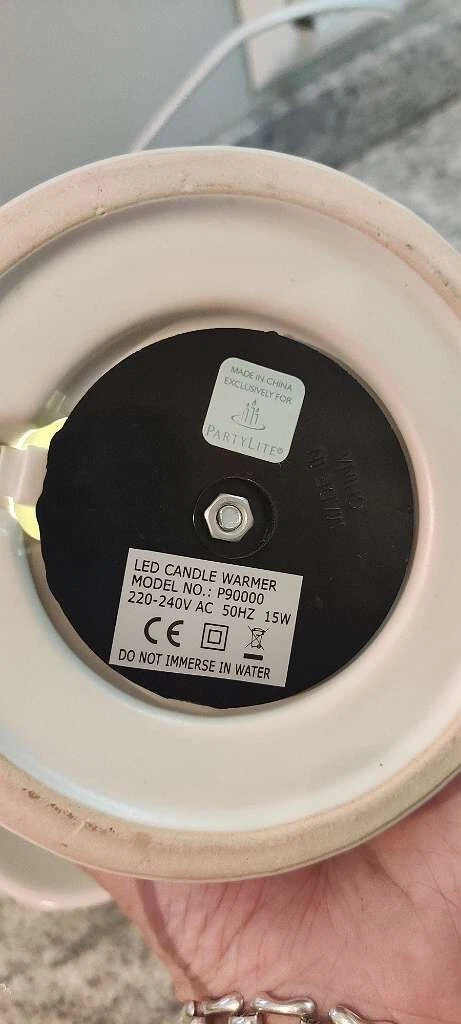 MADE IN CHINA
EXCLUSIVELY FOR
PARTYLITE®
LED CANDLE WARMER
MODEL NO.: P90000
220-240V AC 50HZ 15W
CE
DO NOT IMMERSE IN WATER